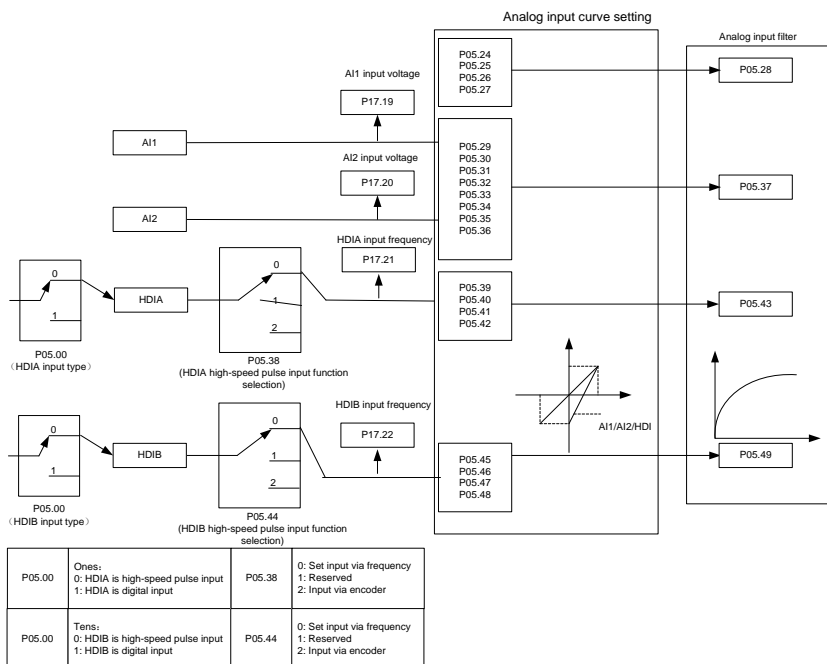 Analog input curve setting
Analog input filter
P05.24
P05.25
P05.26
P05.27
P05.28
AI1 input voltage
P17.19
AI1
P05.29
P05.30
P05.31
P05.32
P05.33
P05.34
P05.35
P05.36
P05.37
AI2 input voltage
P17.20
AI2
HDIA input frequency
P17.21
0
1
HDIA
0
1
2
P05.39
P05.40
P05.41
P05.42
P05.43
P05.00
（HDIA input type）
P05.38
(HDIA high-speed pulse input function
selection)
AI1/AI2/HDI
HDIB input frequency
P17.22
0
1
HDIB
0
1
2
P05.45
P05.46
P05.47
P05.48
P05.49
P05.00
（HDIB input type）
P05.44
(HDIB high-speed pulse input function
selection)
P05.00
Ones：
0: HDIA is high-speed pulse input
1: HDIA is digital input
P05.38
0: Set input via frequency
1: Reserved
2: Input via encoder
P05.00
Tens：
0: HDIB is high-speed pulse input
1: HDIB is digital input
P05.44
0: Set input via frequency
1: Reserved
2: Input via encoder